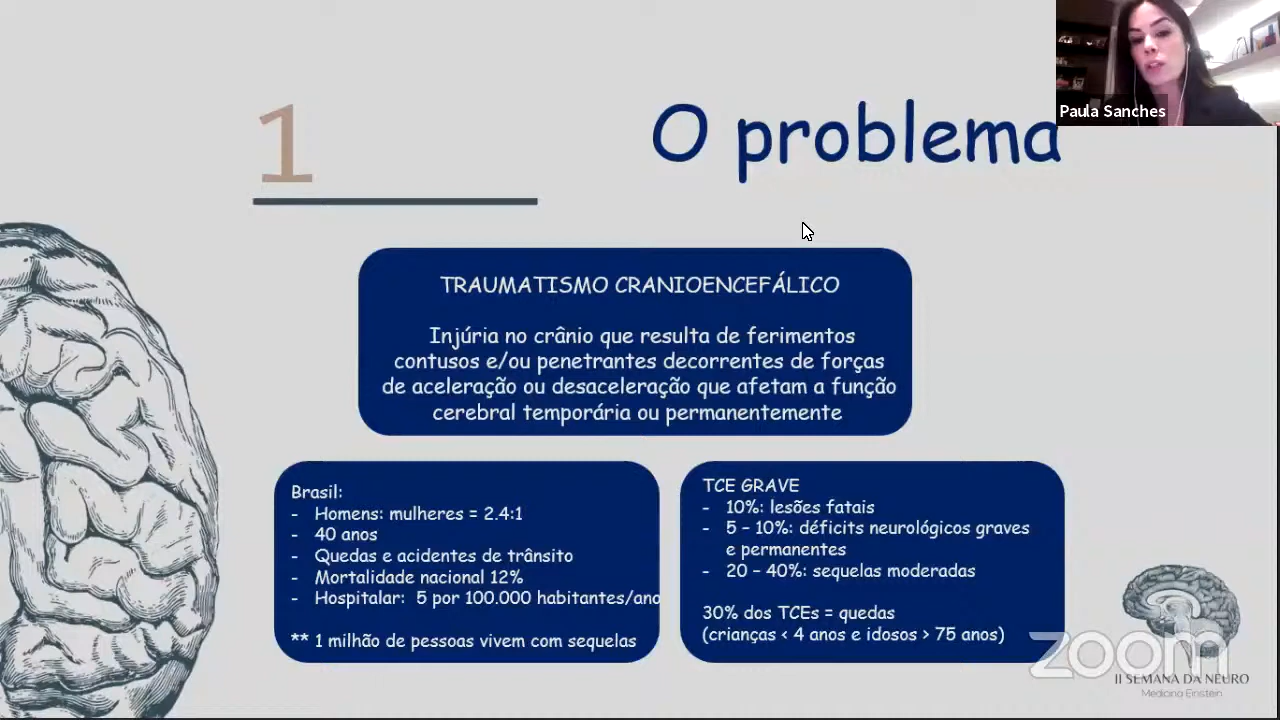 Paula Sanches
1
O problema
TRAUMATISMO CRANIOENCEFÁLICO
Injúria no crânio que resulta de ferimentos
contusos e/ou penetrantes decorrentes de forças
de aceleração ou desaceleração que afetam a função
cerebral temporária ou permanentemente
Brasil:
- Homens: mulheres = 2.4:1
- 40 anos
- Quedas e acidentes de trânsito
- Mortalidade nacional 12%
- Hospitalar: 5 por 100.000 habitantes/ano
** 1 milhão de pessoas vivem com sequelas
TCE GRAVE
- 10%: lesões fatais
- 5 – 10%: déficits neurológicos graves
e permanentes
- 20 – 40%: sequelas moderadas
30% dos TCEs = quedas
(crianças < 4 anos e idosos > 75 anos)
zoom
II SEMANA DA NEURO
Medicina Einstein